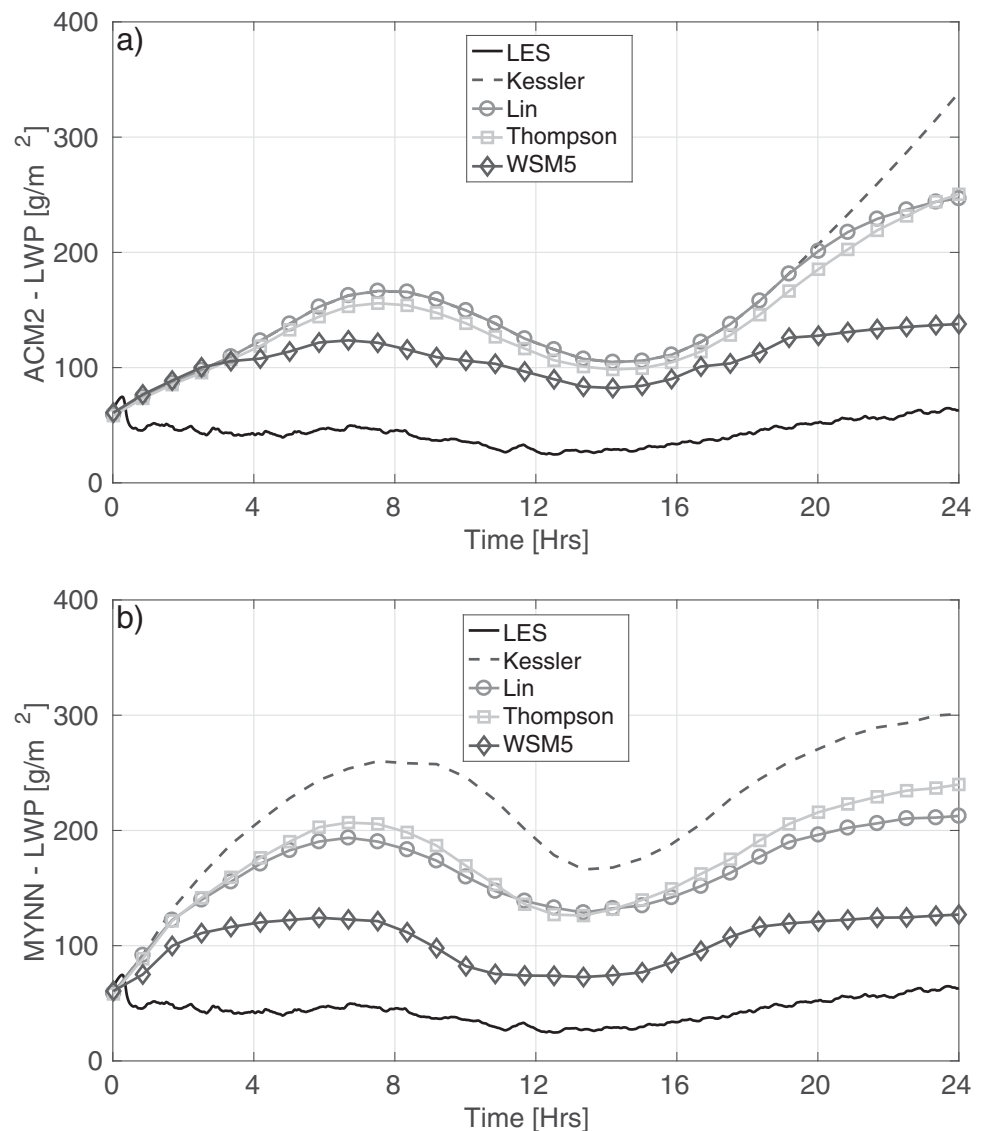 a)
ACM2 - LWP [g/m 2]
400
300
200
100
0
LES
Kessler
Lin
Thompson
WSM5
0 4 8 12 16 20 24
Time [Hrs]
b)
MYNN - LWP [g/m 2]
400
300
200
100
0
LES
Kessler
Lin
Thompson
WSM5
0 4 8 12 16 20 24
Time [Hrs]